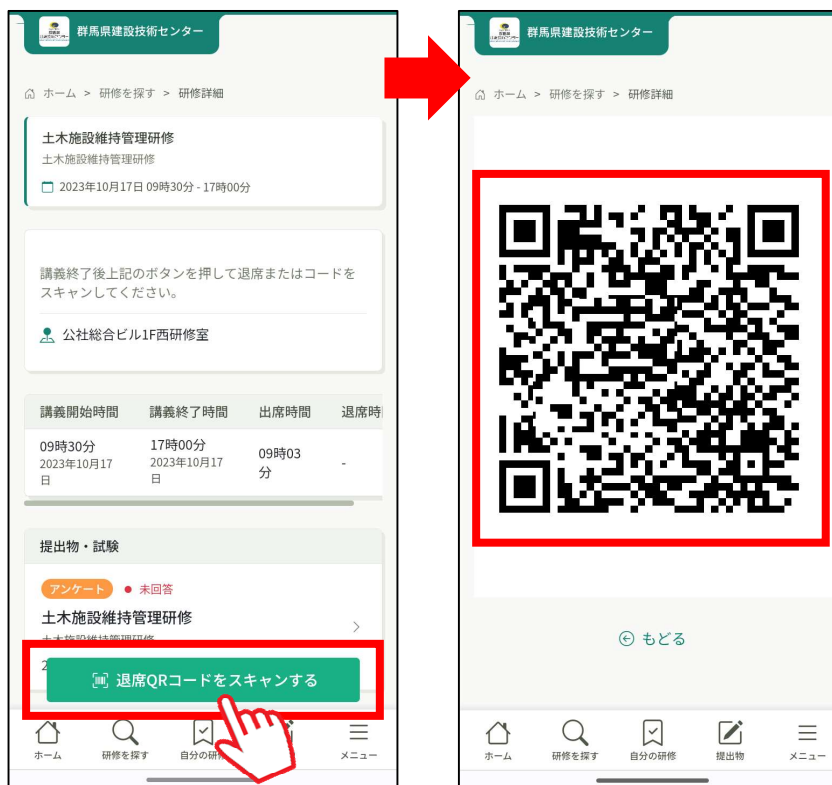 群馬県建設技術センター
ホーム > 研修を探す > 研修詳細
土木施設維持管理研修
土木施設維持管理研修
2023年10月17日 09時30分 - 17時00分
講義終了後上記のボタンを押して退席またはコードを
スキャンしてください。
公社総合ビル1F西研修室
講義開始時間 講義終了時間 出席時間 退席時
09時30分 17時00分 09時03
2023年10月17 2023年10月17 分 -
日 日
提出物・試験
アンケート ● 未回答
土木施設維持管理研修
土木施設維持管理研修
2
退席QRコードをスキャンする
ホーム 研修を探す 自分の研 メニュー
群馬県建設技術センター
ホーム > 研修を探す > 研修詳細
もどる
ホーム 研修を探す 自分の研修 提出物 メニュー